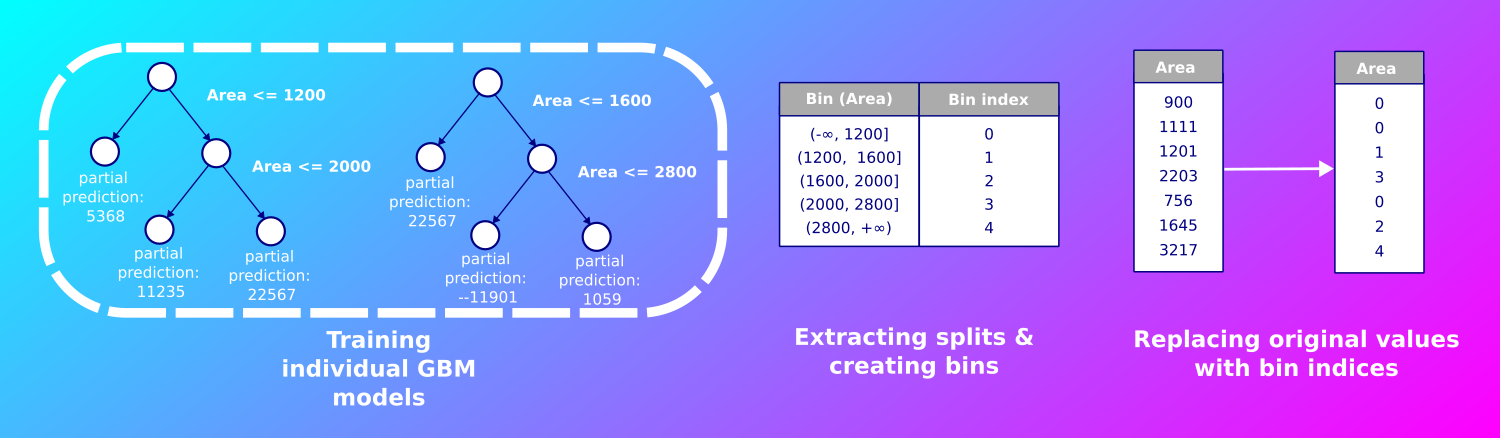 Area <= 1200
Area <= 2000
partial
prediction:
5368
partial
prediction:
11235
partial
prediction:
22567
Area <= 1600
Area <= 2800
partial
prediction:
22567
partial
prediction:
--11901
partial
prediction:
1059
Training
individual GBM
models
Bin (Area) Bin index
(-∞, 1200] 0
(1200, 1600] 1
(1600, 2000] 2
(2000, 2800] 3
(2800, +∞) 4
Extracting splits &
creating bins
Area
900
1111
1201
2203
756
1645
3217
Area
0
0
1
3
0
2
4
Replacing original values
with bin indices